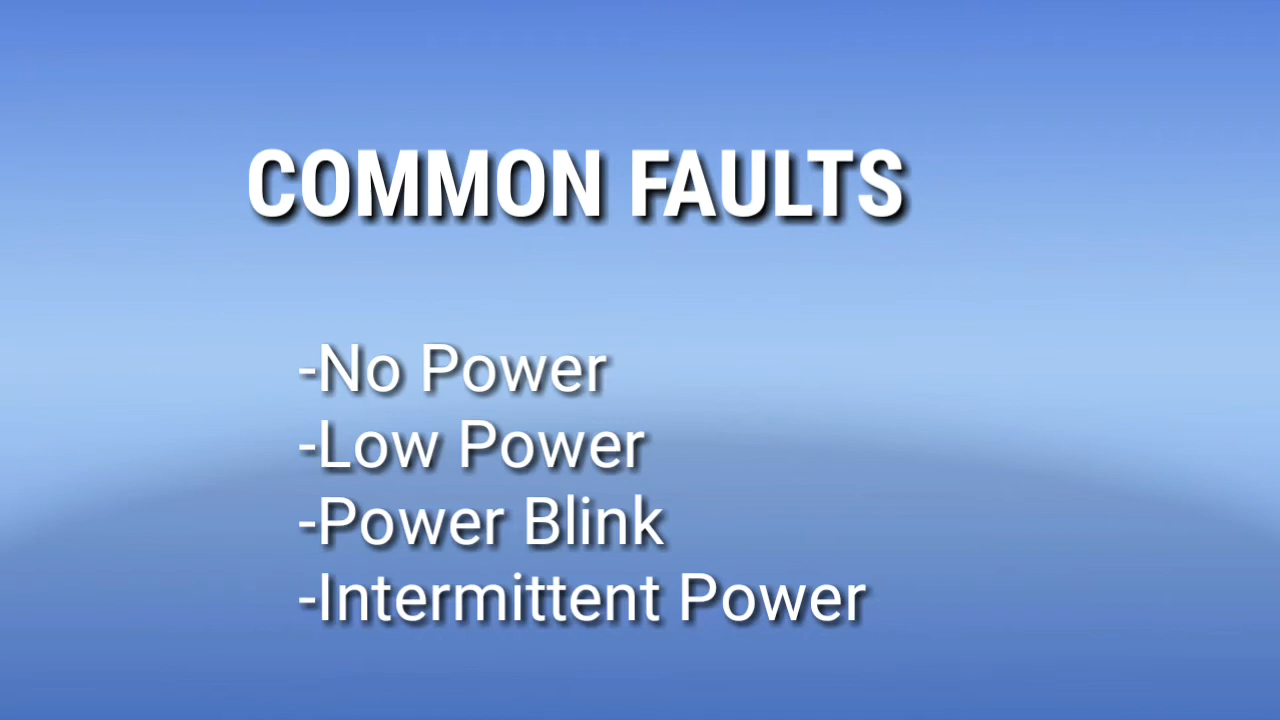 COMMON FAULTS
-No Power
-Low Power
-Power Blink
-Intermittent Power